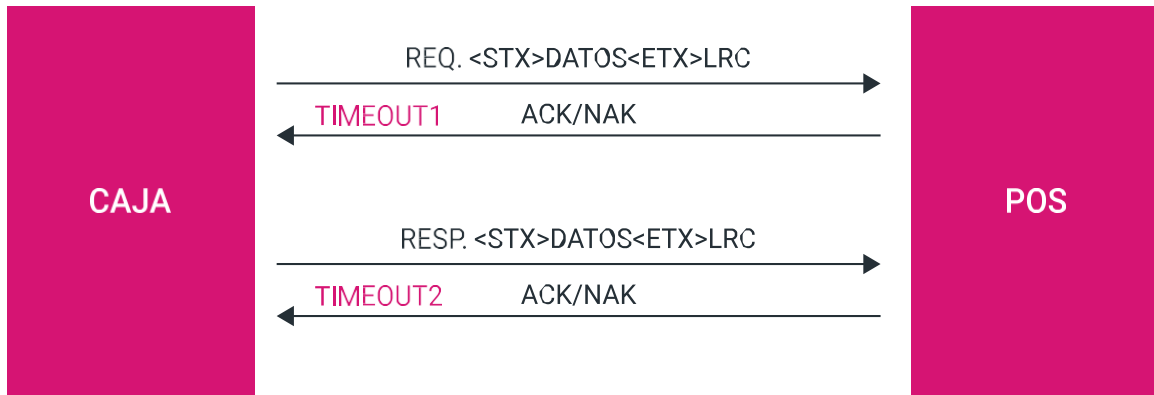 REQ. <STX>DATOS<ETX>LRC
TIMEOUT1 ACK/NAK
CAJA
POS
RESP. <STX>DATOS<ETX>LRC
TIMEOUT2 ACK/NAK